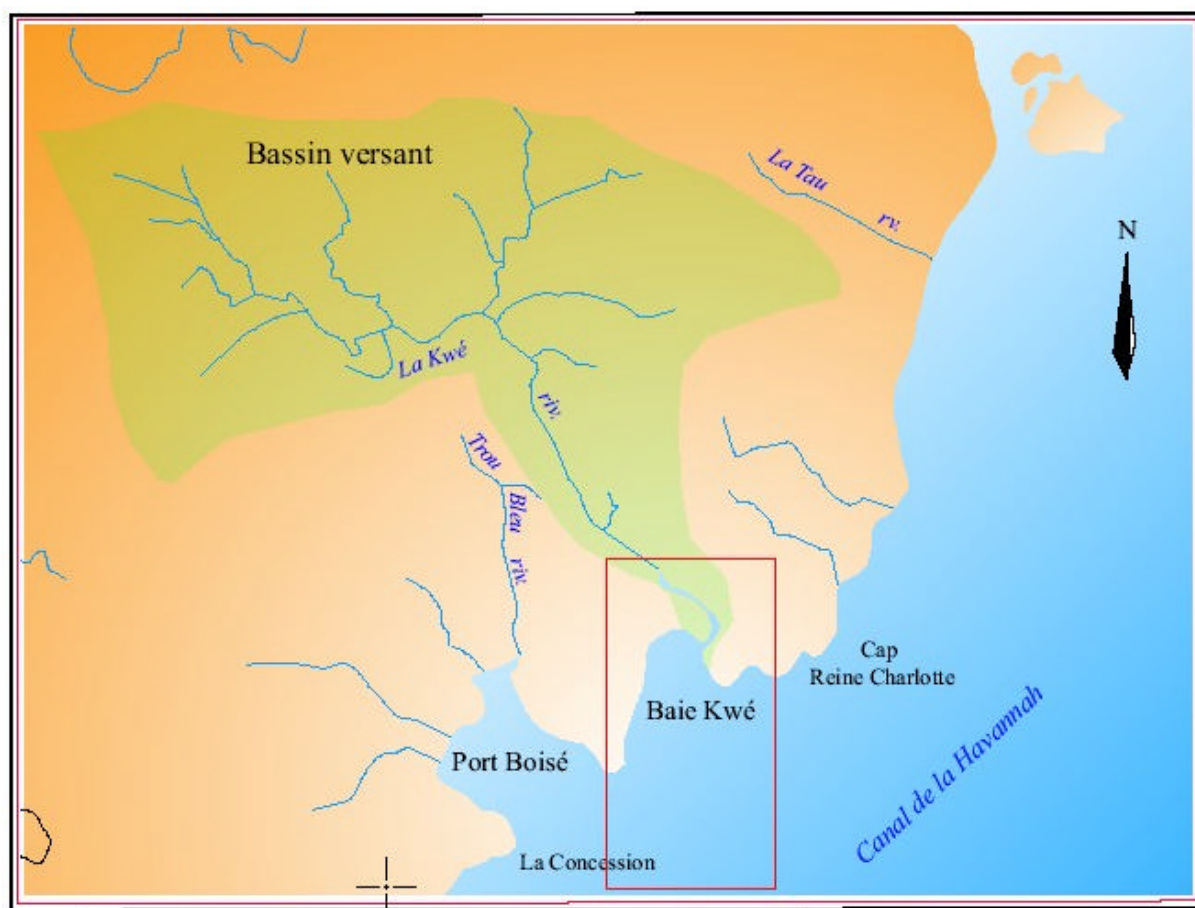 Bassin versant
La Tau
rv.
N
La Kwé
riv.
Trou
Bleu
riv.
Cap
Reine Charlotte
Baie Kwé
Port Boisé
Canal de la Havannah
La Concession